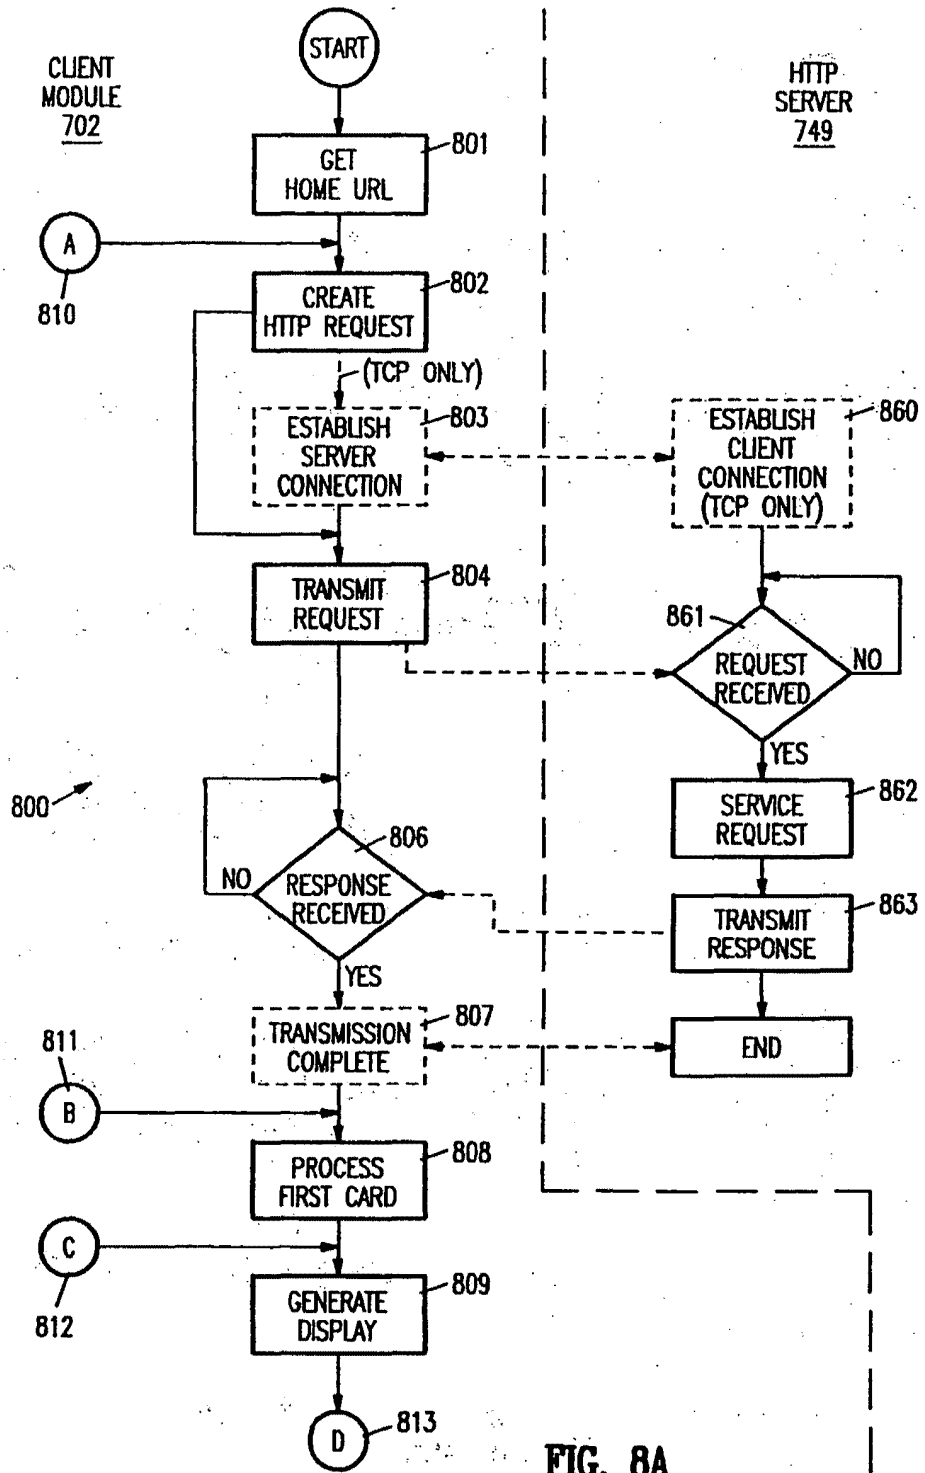 START
CLIENT
MODULE
702
HTTP
SERVER
749
801
GET
HOME URL
A
810
802
CREATE
HTTP REQUEST
(TCP ONLY)
803
ESTABLISH
SERVER
CONNECTION
860
ESTABLISH
CLIENT
CONNECTION
(TCP ONLY)
804
TRANSMIT
REQUEST
861
REQUEST
RECEIVED
NO
YES
800
862
SERVICE
REQUEST
806
NO
RESPONSE
RECEIVED
YES
863
TRANSMIT
RESPONSE
807
TRANSMISSION
COMPLETE
END
811
B
808
PROCESS
FIRST CARD
C
812
809
GENERATE
DISPLAY
D
813
FIG. 8A